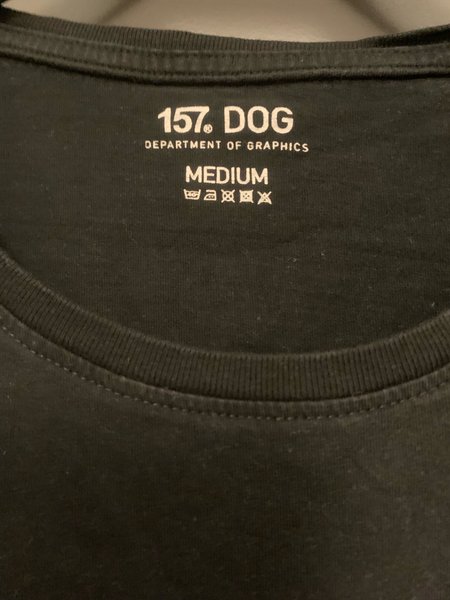 157® DOG
DEPARTMENT OF GRAPHICS
MEDIUM